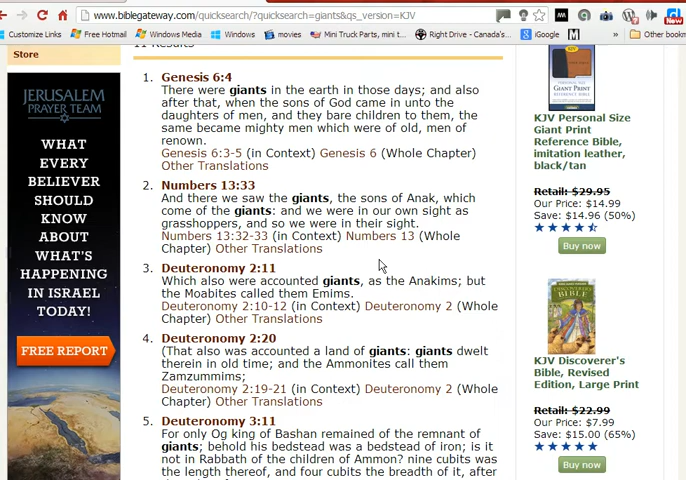 www.biblegateway.com/quicksearch/?quicksearch=giants&qs_version=KJV
Customize Links Free Hotmail Windows Windows movies Mini Truck Parts, mini t... Right Drive - Canada's... iGoogle Other bookm
Store
11 Results
JERUSALEM
PRAYER TEAM
WHAT
EVERY
BELIEVER
SHOULD
KNOW
ABOUT
WHAT'S
HAPPENING
IN ISRAEL
TODAY!
FREE REPORT
1. Genesis 6:4
There were giants in the earth in those days; and also
after that, when the sons of God came in unto the
daughters of men, and they bare children to them, the
same became mighty men which were of old, men of
renown.
Genesis 6:3-5 (in Context) Genesis 6 (Whole Chapter)
Other Translations
2. Numbers 13:33
And there we saw the giants, the sons of Anak, which
come of the giants: and we were in our own sight as
grasshoppers, and so we were in their sight.
Numbers 13:32-33 (in Context) Numbers 13 (Whole
Chapter) Other Translations
3. Deuteronomy 2:11
Which also were accounted giants, as the Anakims; but
the Moabites called them Emims.
Deuteronomy 2:10-12 (in Context) Deuteronomy 2 (Whole
Chapter) Other Translations
4. Deuteronomy 2:20
(That also was accounted a land of giants: giants dwelt
therein in old time; and the Ammonites call them
Zamzummims;
Deuteronomy 2:19-21 (in Context) Deuteronomy 2 (Whole
Chapter) Other Translations
5. Deuteronomy 3:11
For only Og king of Bashan remained of the remnant of
giants; behold his bedstead was a bedstead of iron; is it
not in Rabbath of the children of Ammon? nine cubits was
the length thereof, and four cubits the breadth of it, after
KJV Personal Size
Giant Print
Reference Bible,
imitation leather,
black/tan
Retail: $29.95
Our Price: $14.99
Save: $14.96 (50%)
Buy now
DISCOVERER'S
BIBLE
KJV Discoverer's
Bible, Revised
Edition, Large Print
Retail: $22.99
Our Price: $7.99
Save: $15.00 (65%)
Buy now